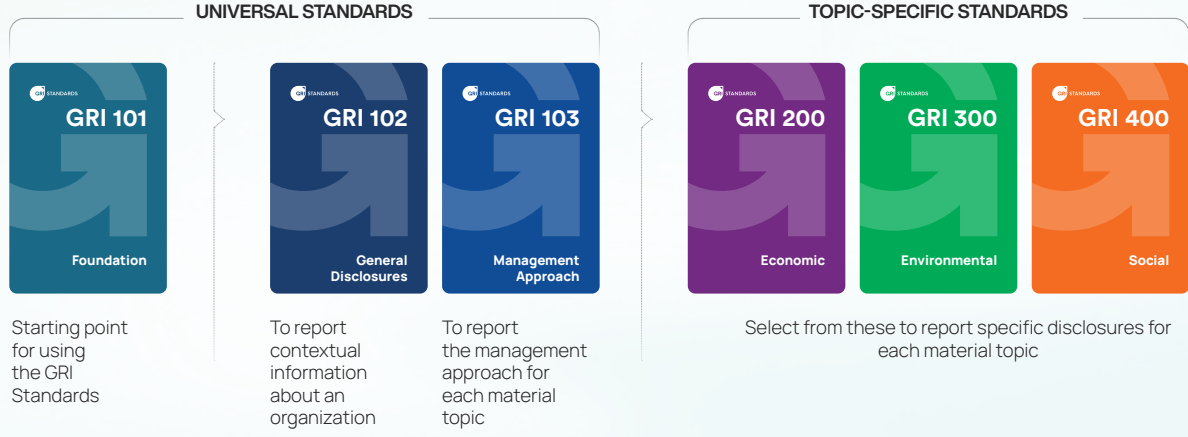 UNIVERSAL STANDARDS
TOPIC-SPECIFIC STANDARDS
GRI STANDARDS
GRI 101
Foundation
GRI STANDARDS
GRI 102
General
Disclosures
GRI STANDARDS
GRI 103
Management
Approach
GRI STANDARDS
GRI 200
Economic
GRI STANDARDS
GRI 300
Environmental
GRI STANDARDS
GRI 400
Social
Starting point
for using
the GRI
Standards
To report
contextual
information
about an
organization
To report
the management
approach for
each material
topic
Select from these to report specific disclosures for
each material topic